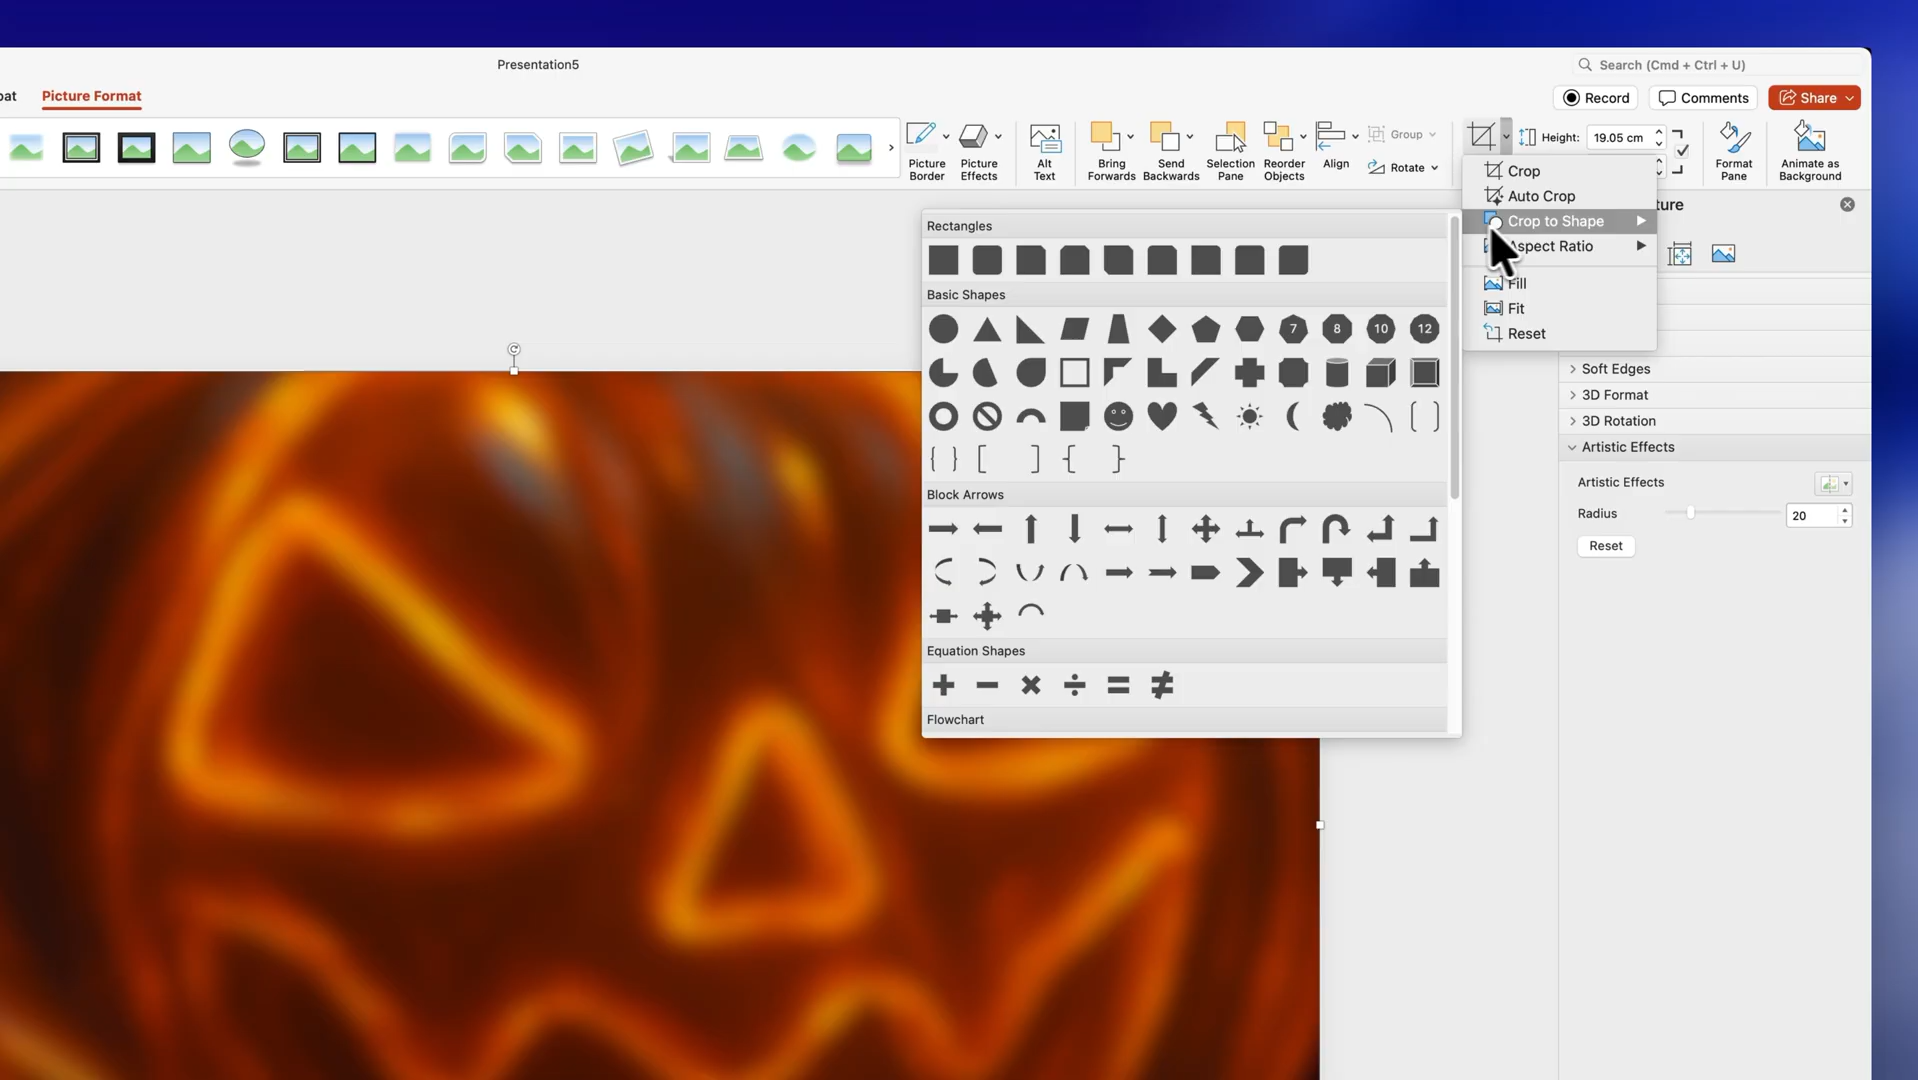 Presentation5
Search (Cmd + Ctrl + U)
oat
Picture Format
Record
Comments
Share
Picture
Border
Picture
Effects
Alt
Text
Bring
Forwards
Send
Backwards
Selection
Pane
Reorder
Objects
Align
Group
Rotate
Height:
19.05 cm
Format
Pane
Animate as
Background
Crop
Auto Crop
Crop to Shape
Aspect Ratio
Fill
Fit
Reset
ture
Rectangles
Basic Shapes
7
8
10
12
Block Arrows
Equation Shapes
Flowchart
Soft Edges
3D Format
3D Rotation
Artistic Effects
Artistic Effects
Radius
20
Reset